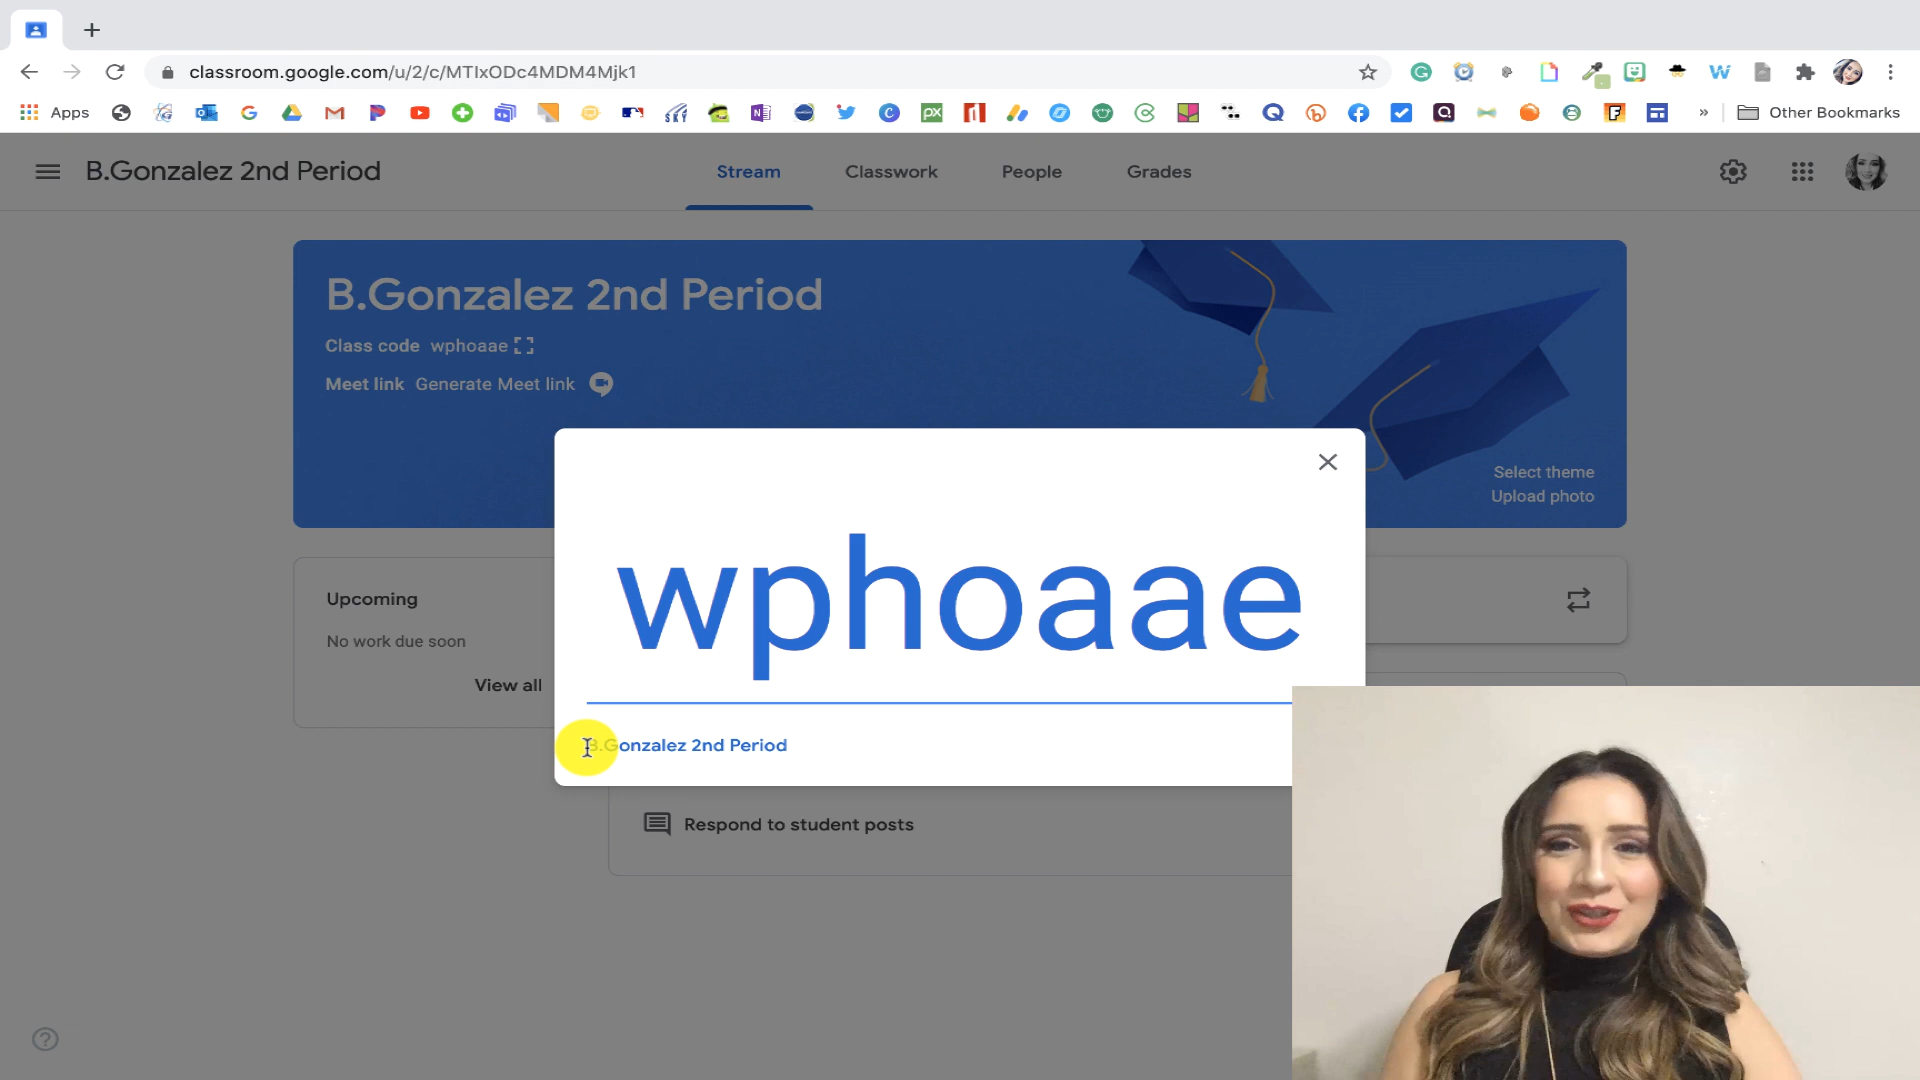 classroom.google.com/u/2/c/MTIxODc4MDM4Mjk1
Apps
Other Bookmarks
B.Gonzalez 2nd Period
Stream
Classwork
People
Grades
B.Gonzalez 2nd Period
Class code wphoaae
Meet link Generate Meet link
Select theme
Upload photo
wphoaae
B.Gonzalez 2nd Period
Upcoming
No work due soon
View all
Respond to student posts